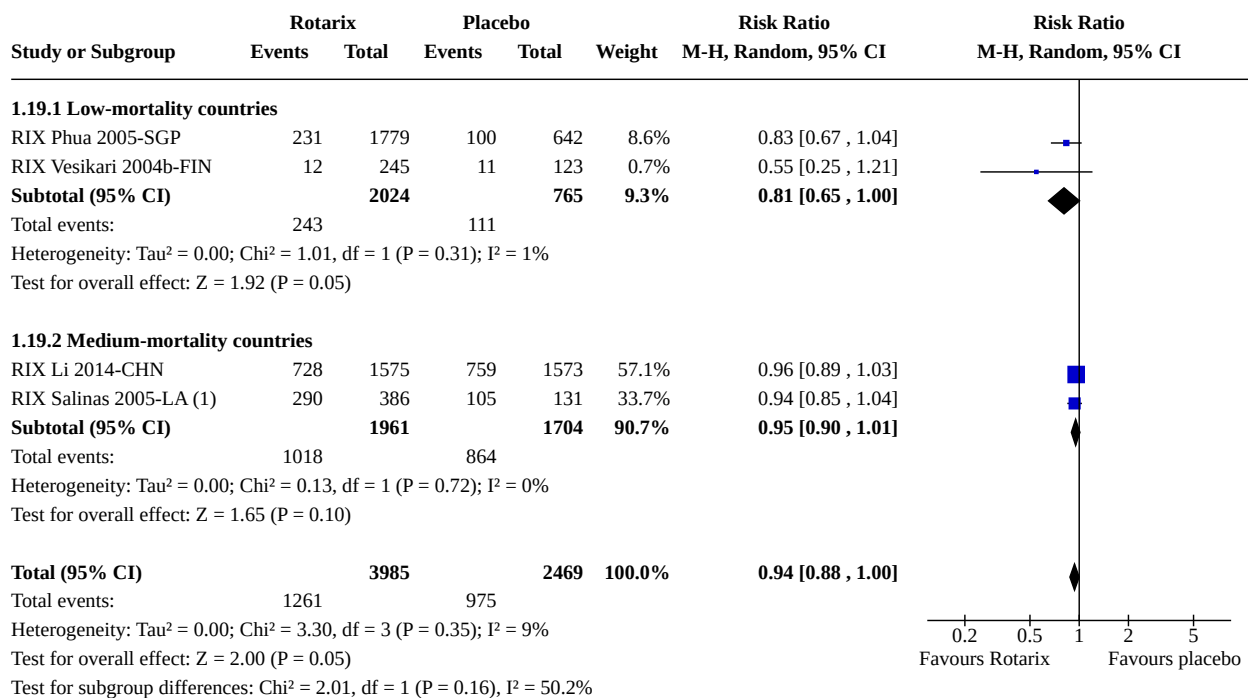 Rotarix Placebo Risk Ratio Risk Ratio
Study or Subgroup Events Total Events Total Weight M-H, Random, 95% CI M-H, Random, 95% CI
1.19.1 Low-mortality countries
RIX Phua 2005-SGP 231 1779 100 642 8.6% 0.83 [0.67 , 1.04]
RIX Vesikari 2004b-FIN 12 245 11 123 0.7% 0.55 [0.25 , 1.21]
Subtotal (95% CI) 2024 765 9.3% 0.81 [0.65 , 1.00]
Total events: 243 111
Heterogeneity: Tau² = 0.00; Chi² = 1.01, df = 1 (P = 0.31); I² = 1%
Test for overall effect: Z = 1.92 (P = 0.05)
1.19.2 Medium-mortality countries
RIX Li 2014-CHN 728 1575 759 1573 57.1% 0.96 [0.89 , 1.03]
RIX Salinas 2005-LA (1) 290 386 105 131 33.7% 0.94 [0.85 , 1.04]
Subtotal (95% CI) 1961 1704 90.7% 0.95 [0.90 , 1.01]
Total events: 1018 864
Heterogeneity: Tau² = 0.00; Chi² = 0.13, df = 1 (P = 0.72); I² = 0%
Test for overall effect: Z = 1.65 (P = 0.10)
Total (95% CI) 3985 2469 100.0% 0.94 [0.88 , 1.00]
Total events: 1261 975
Heterogeneity: Tau² = 0.00; Chi² = 3.30, df = 3 (P = 0.35); I² = 9%
0.2 0.5 1 2 5
Test for overall effect: Z = 2.00 (P = 0.05) Favours Rotarix Favours placebo
Test for subgroup differences: Chi² = 2.01, df = 1 (P = 0.16), I² = 50.2%